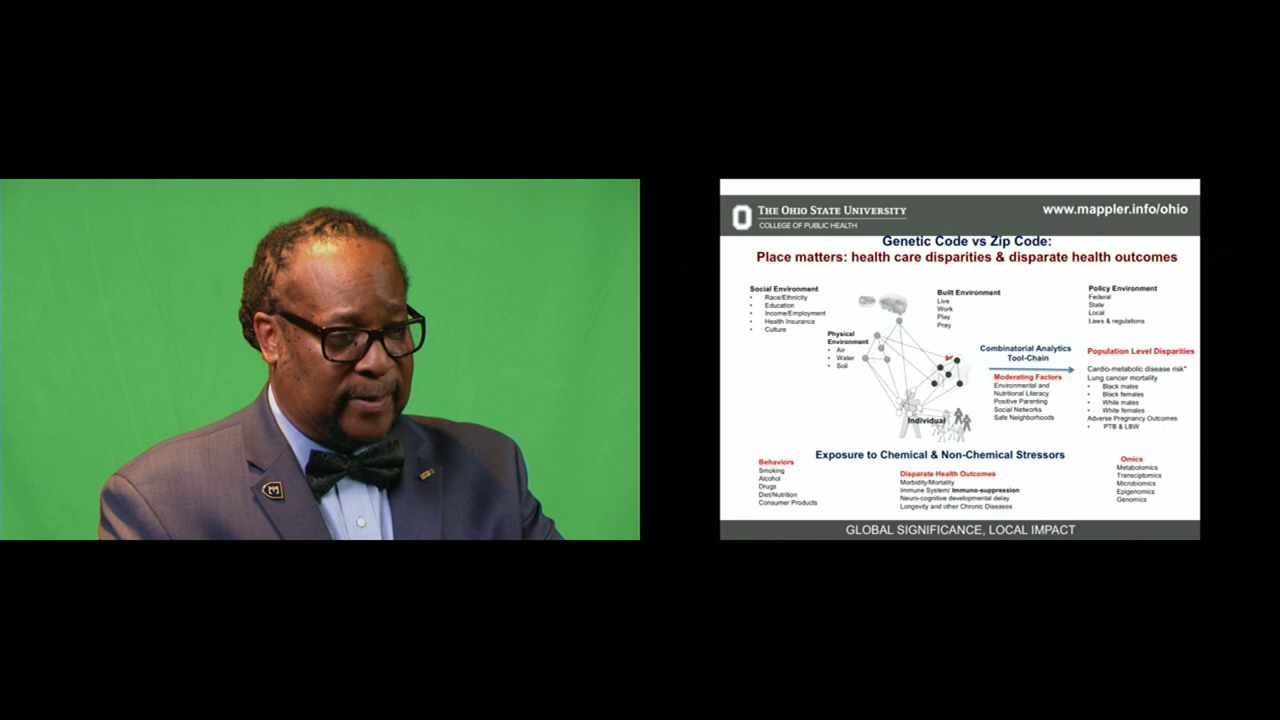 THE OHIO STATE UNIVERSITY
COLLEGE OF PUBLIC HEALTH
www.mappler.info/ohio
Genetic Code vs Zip Code:
Place matters: health care disparities & disparate health outcomes
Social Environment
• Race/Ethnicity
• Education
• Income/Employment
• Health Insurance
• Culture
Physical
Environment
• Air
• Water
• Soil
Built Environment
Live
Work
Play
Pray
Policy Environment
Federal
State
Local
Laws & regulations
Combinatorial Analytics
Tool-Chain
Moderating Factors
Environmental and
Nutritional Literacy
Positive Parenting
Social Networks
Safe Neighborhoods
Population Level Disparities
Cardio-metabolic disease risk*
Lung cancer mortality
• Black males
• Black females
• White males
• White females
Adverse Pregnancy Outcomes
• PTB & LBW
Individual
Exposure to Chemical & Non-Chemical Stressors
Behaviors
Smoking
Alcohol
Drugs
Diet/Nutrition
Consumer Products
Disparate Health Outcomes
Morbidity/Mortality
Immune System/ Immuno-suppression
Neuro-cognitive developmental delay
Longevity and other Chronic Diseases
Omics
Metabolomics
Transciptomics
Microbiomics
Epigenomics
Genomics
GLOBAL SIGNIFICANCE, LOCAL IMPACT